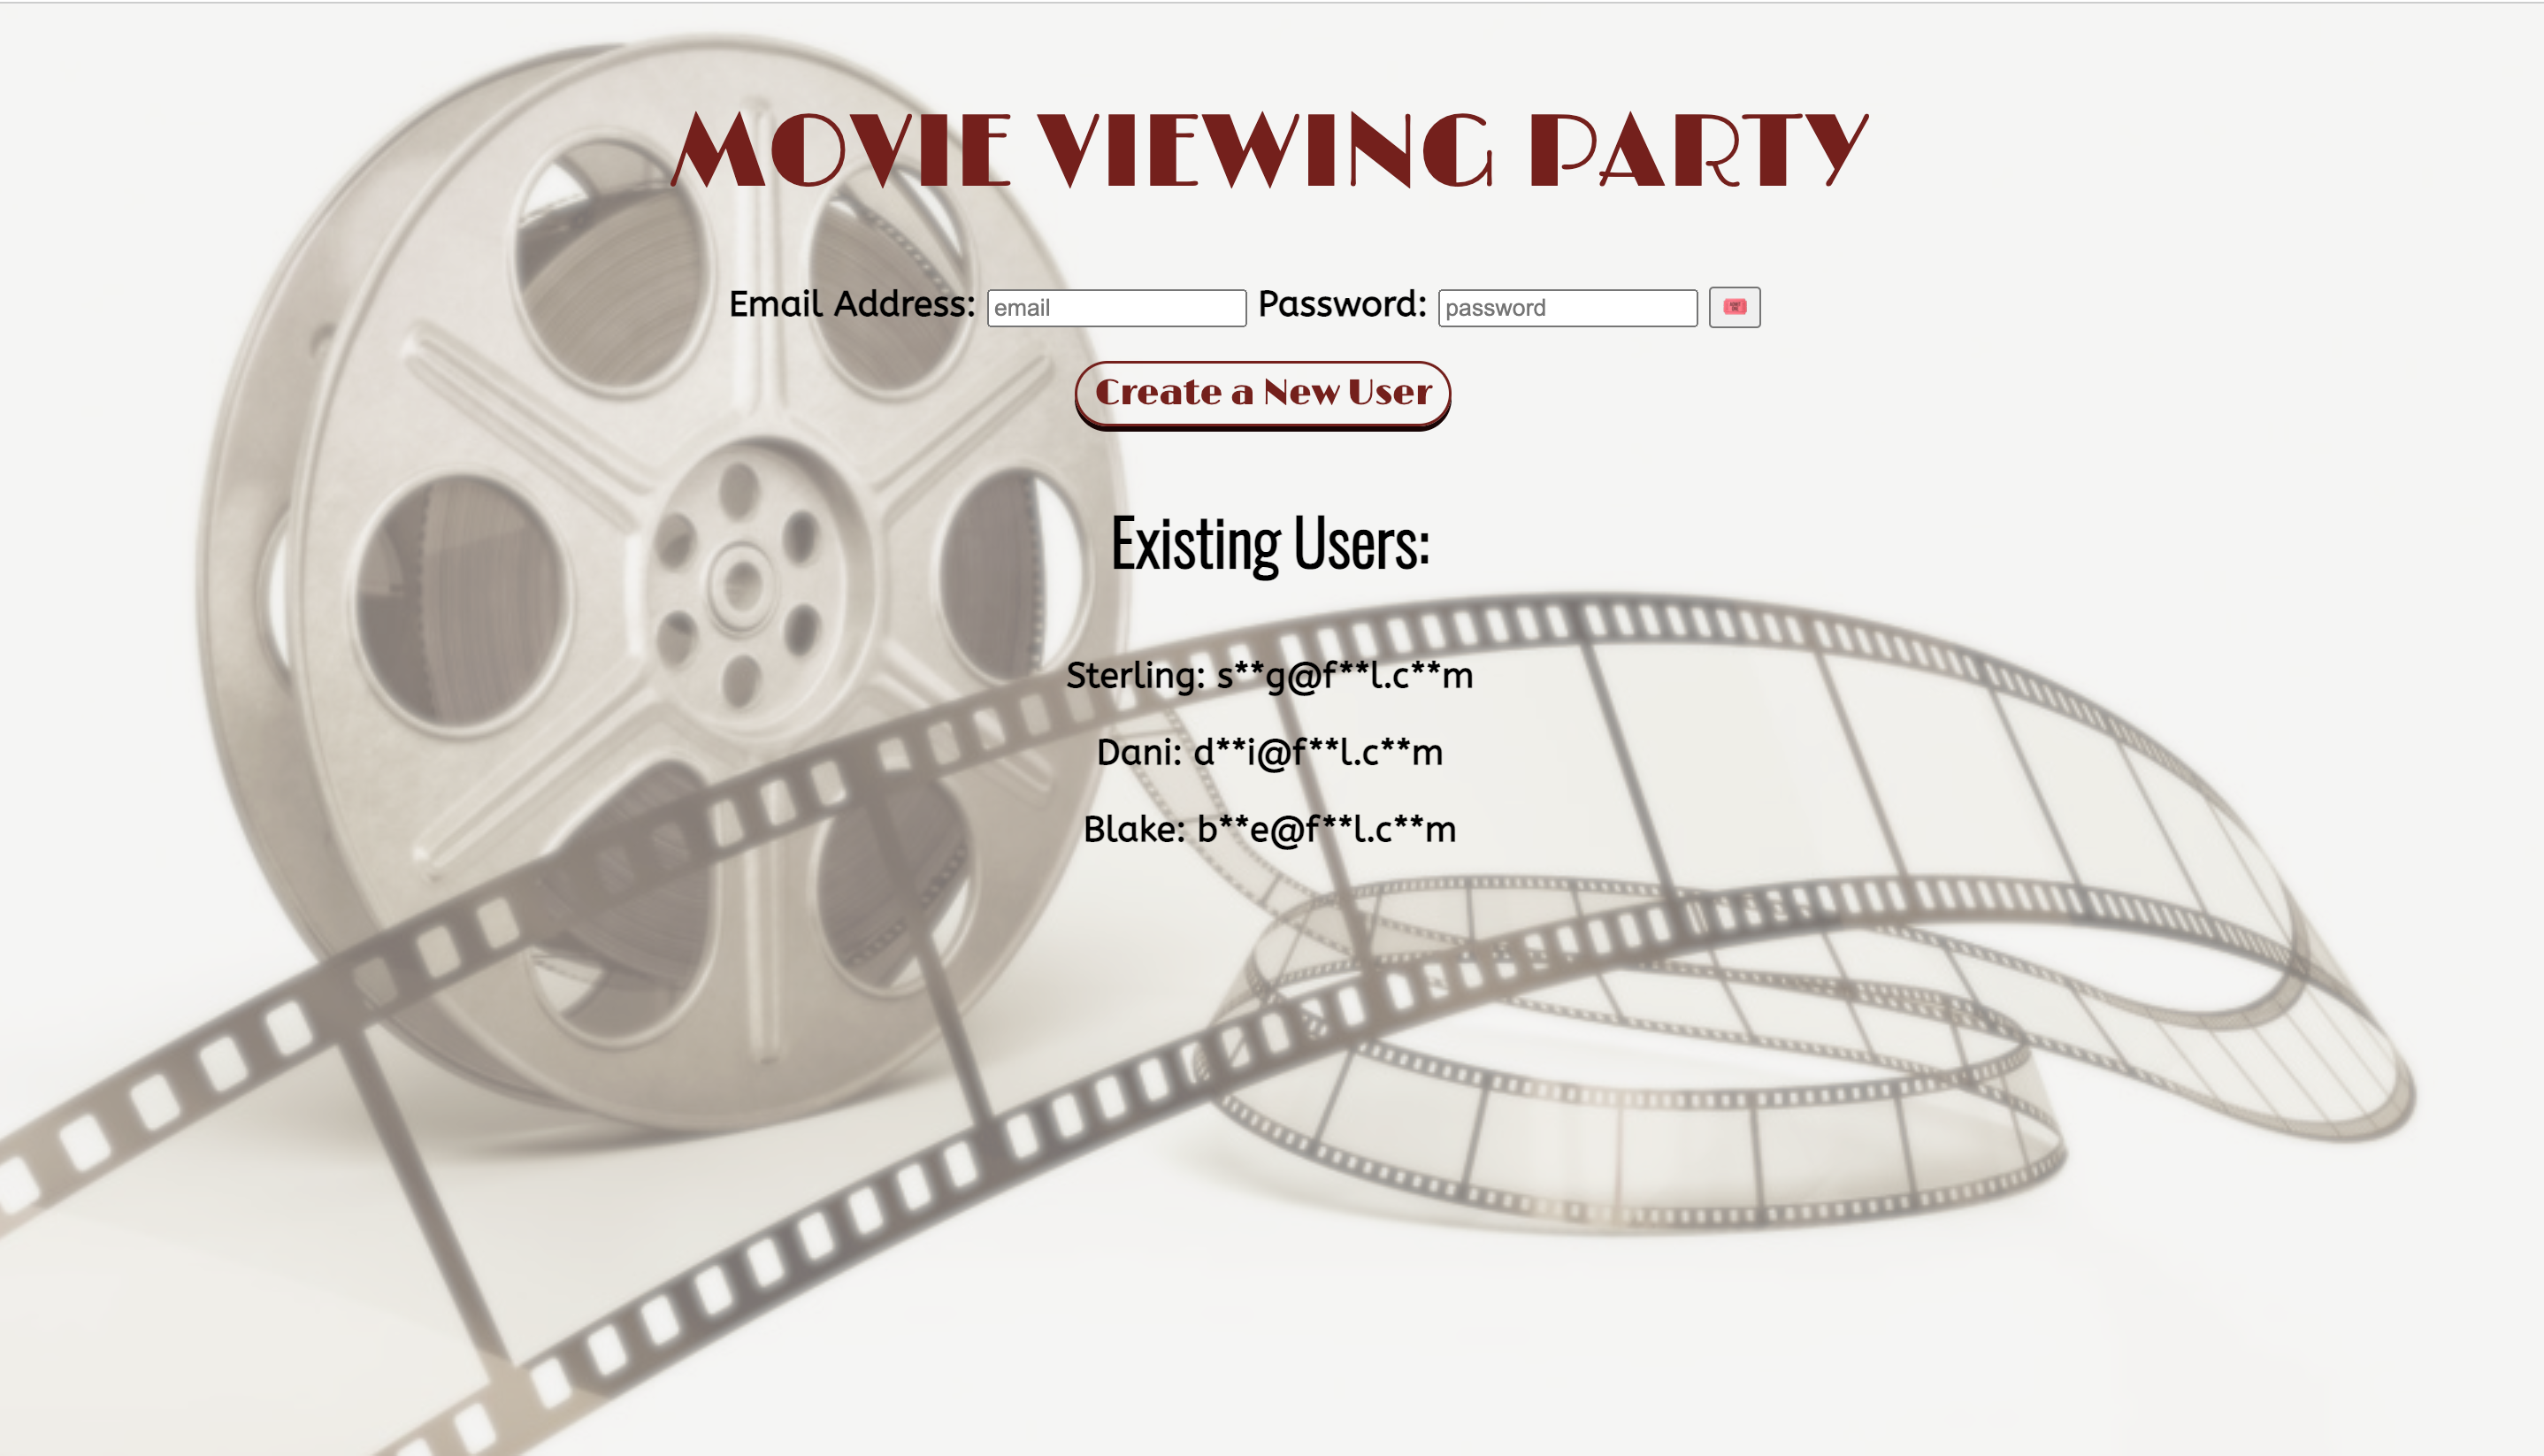 MOVIE VIEWING PARTY
Email Address: email Password: password
Create a New User
Existing Users:
Sterling: s**g@f**l.c**m
Dani: d**i@f**l.c**m
Blake: b**e@f**l.c**m